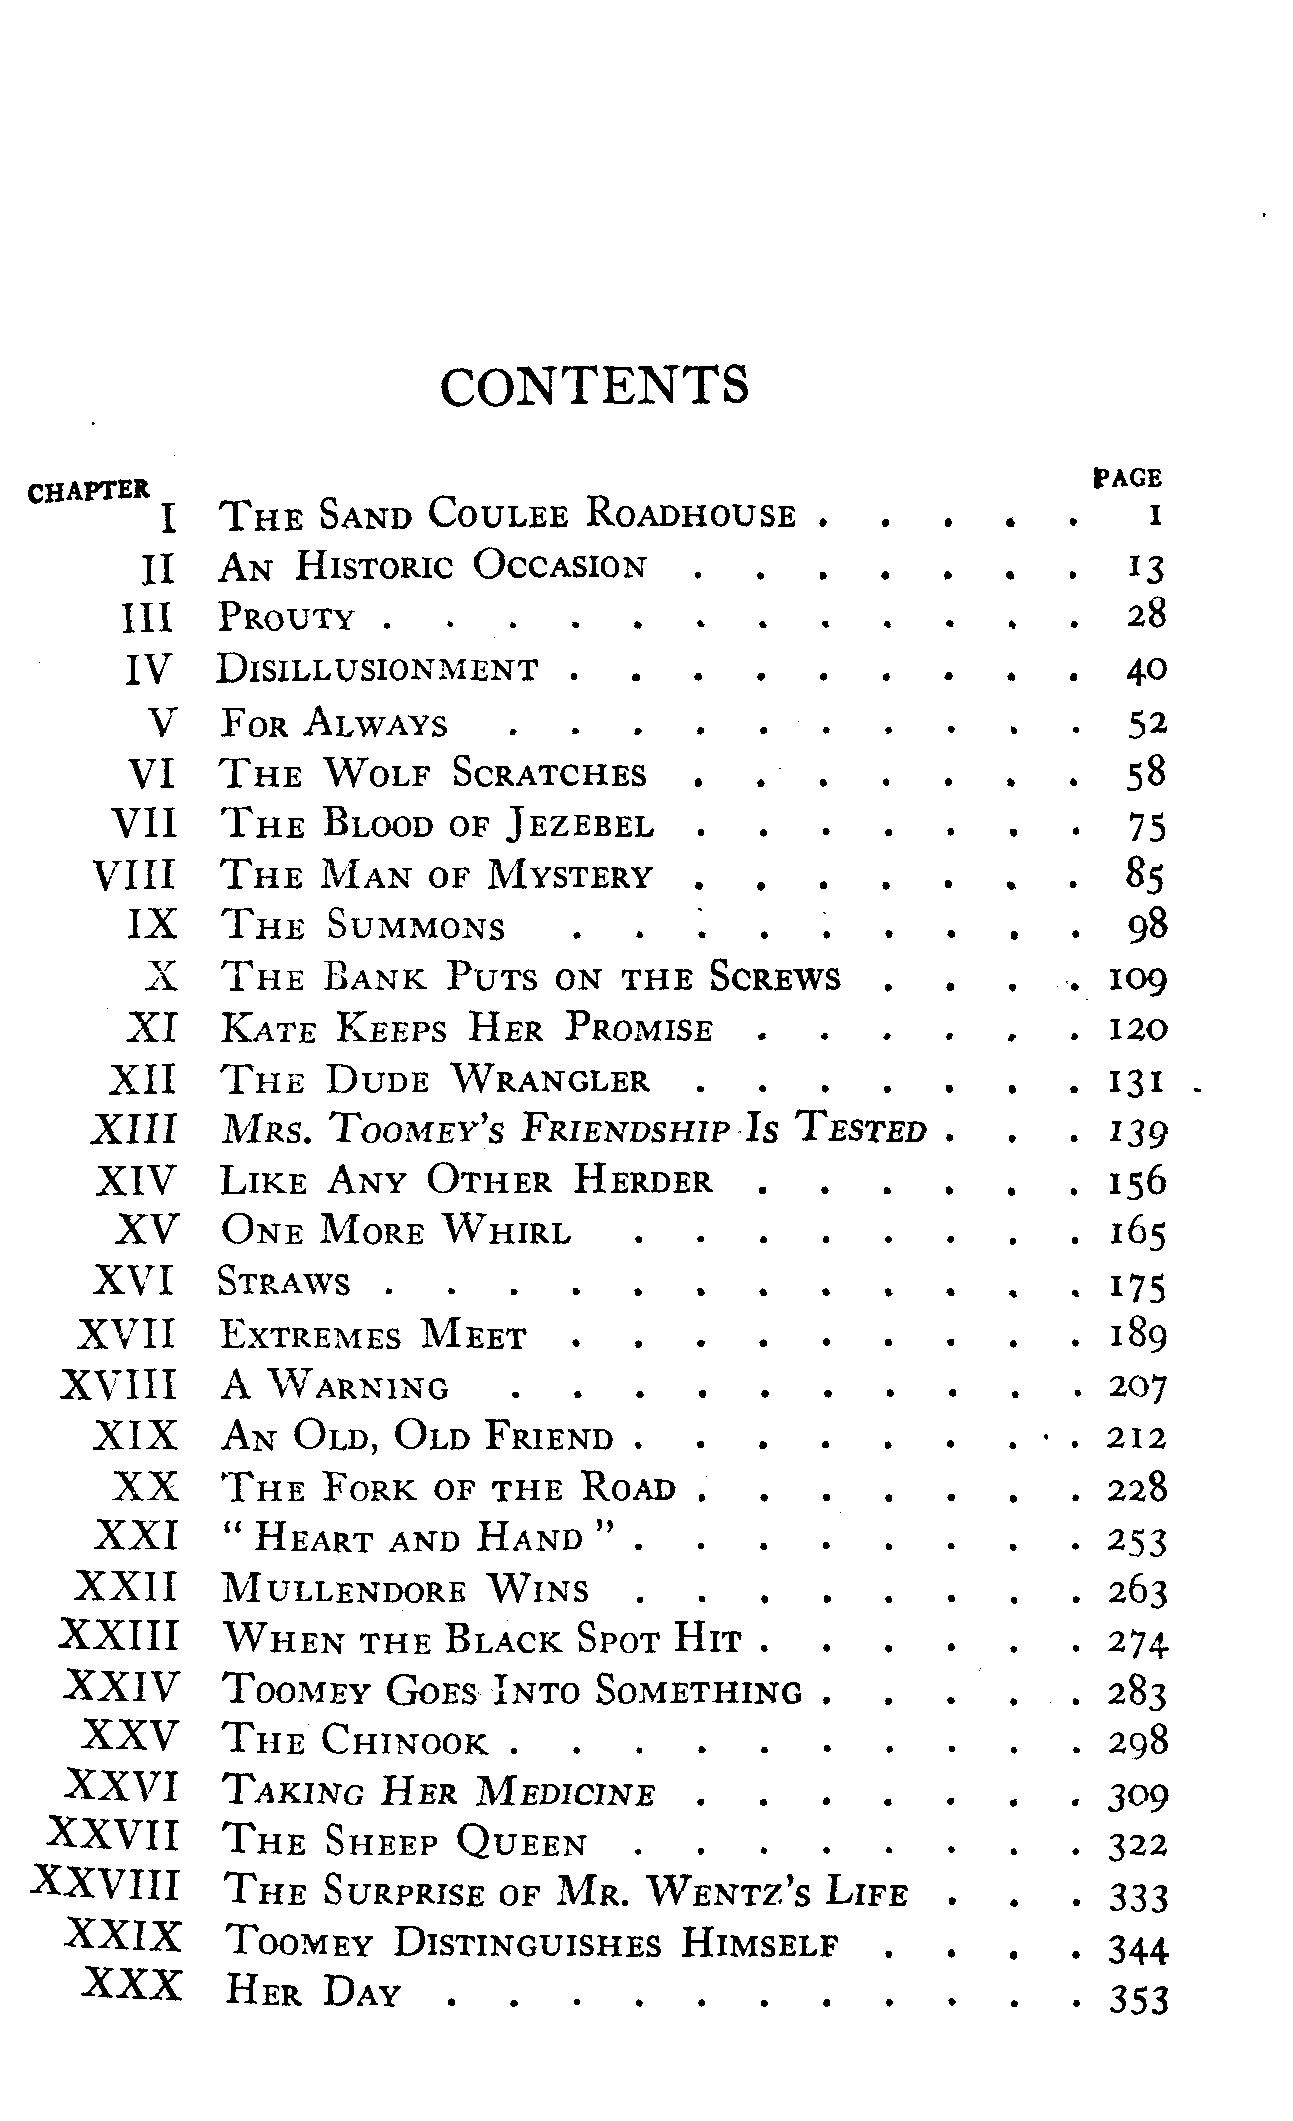 CONTENTS
CHAPTER PAGE
I The Sand Coulee Roadhouse . . . . . 1
II An Historic Occasion . . . . . . . 13
III Prouty . . . . . . . . . . . . 28
IV Disillusionment . . . . . . . . . 40
V For Always . . . . . . . . . . 52
VI The Wolf Scratches . . . . . . . 58
VII The Blood of Jezebel . . . . . . . 75
VIII The Man of Mystery . . . . . . . 85
IX The Summons . . . . . . . . . 98
X The Bank Puts on the Screws . . . . 109
XI Kate Keeps Her Promise . . . . . . 120
XII The Dude Wrangler . . . . . . . 131
XIII Mrs. Toomey's Friendship Is Tested . . . 139
XIV Like Any Other Herder . . . . . . 156
XV One More Whirl . . . . . . . . 165
XVI Straws . . . . . . . . . . . . 175
XVII Extremes Meet . . . . . . . . . 189
XVIII A Warning . . . . . . . . . . 207
XIX An Old, Old Friend . . . . . . . . 212
XX The Fork of the Road . . . . . . . 228
XXI "Heart and Hand" . . . . . . . . 253
XXII Mullendore Wins . . . . . . . . 263
XXIII When the Black Spot Hit . . . . . . 274
XXIV Toomey Goes Into Something . . . . . 283
XXV The Chinook . . . . . . . . . . 298
XXVI Taking Her Medicine . . . . . . . 309
XXVII The Sheep Queen . . . . . . . . 322
XXVIII The Surprise of Mr. Wentz's Life . . . 333
XXIX Toomey Distinguishes Himself . . . . 344
XXX Her Day . . . . . . . . . . . 353